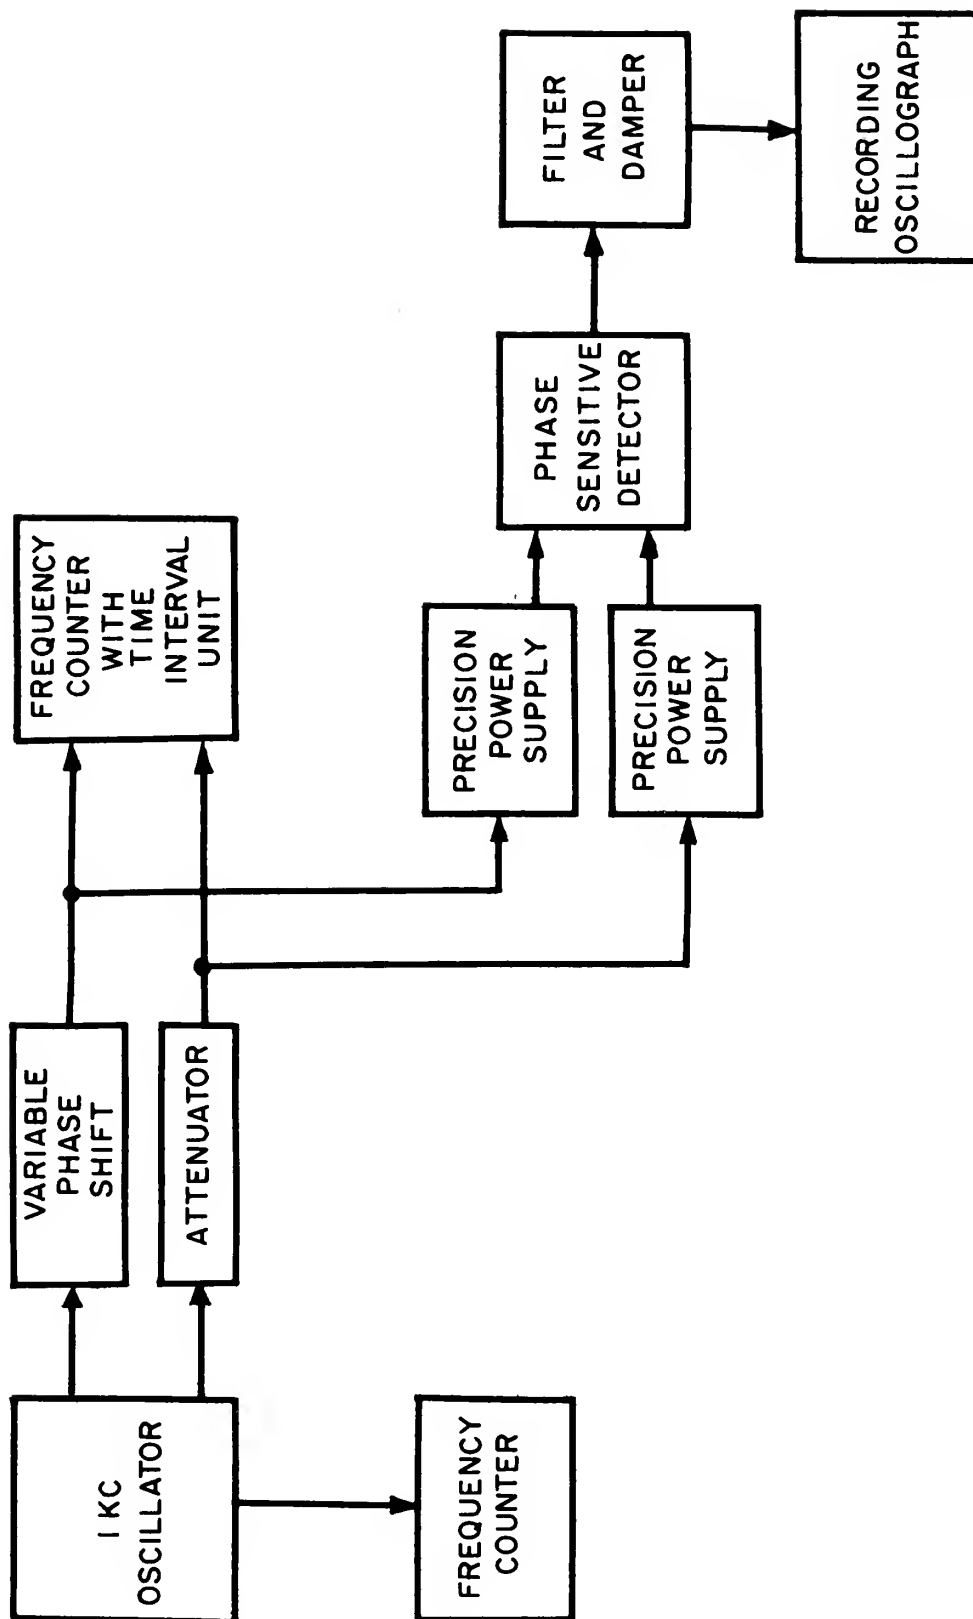 1 KC
OSCILLATOR
FREQUENCY
COUNTER
VARIABLE
PHASE
SHIFT
ATTENUATOR
FREQUENCY
COUNTER
WITH
TIME
INTERVAL
UNIT
PRECISION
POWER
SUPPLY
PRECISION
POWER
SUPPLY
PHASE
SENSITIVE
DETECTOR
FILTER
AND
DAMPER
RECORDING
OSCILLOGRAPH